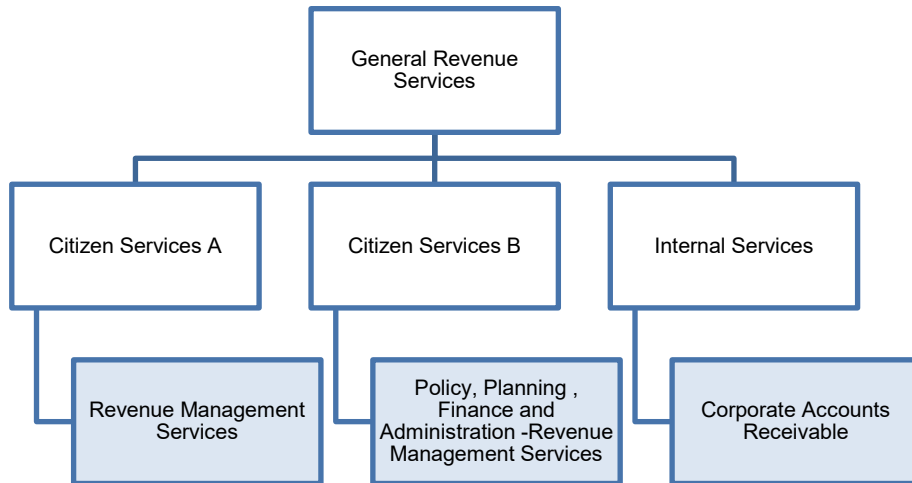 General Revenue
Services
Citizen Services A
Citizen Services B
Internal Services
Revenue Management
Services
Policy, Planning ,
Finance and
Administration -Revenue
Management Services
Corporate Accounts
Receivable